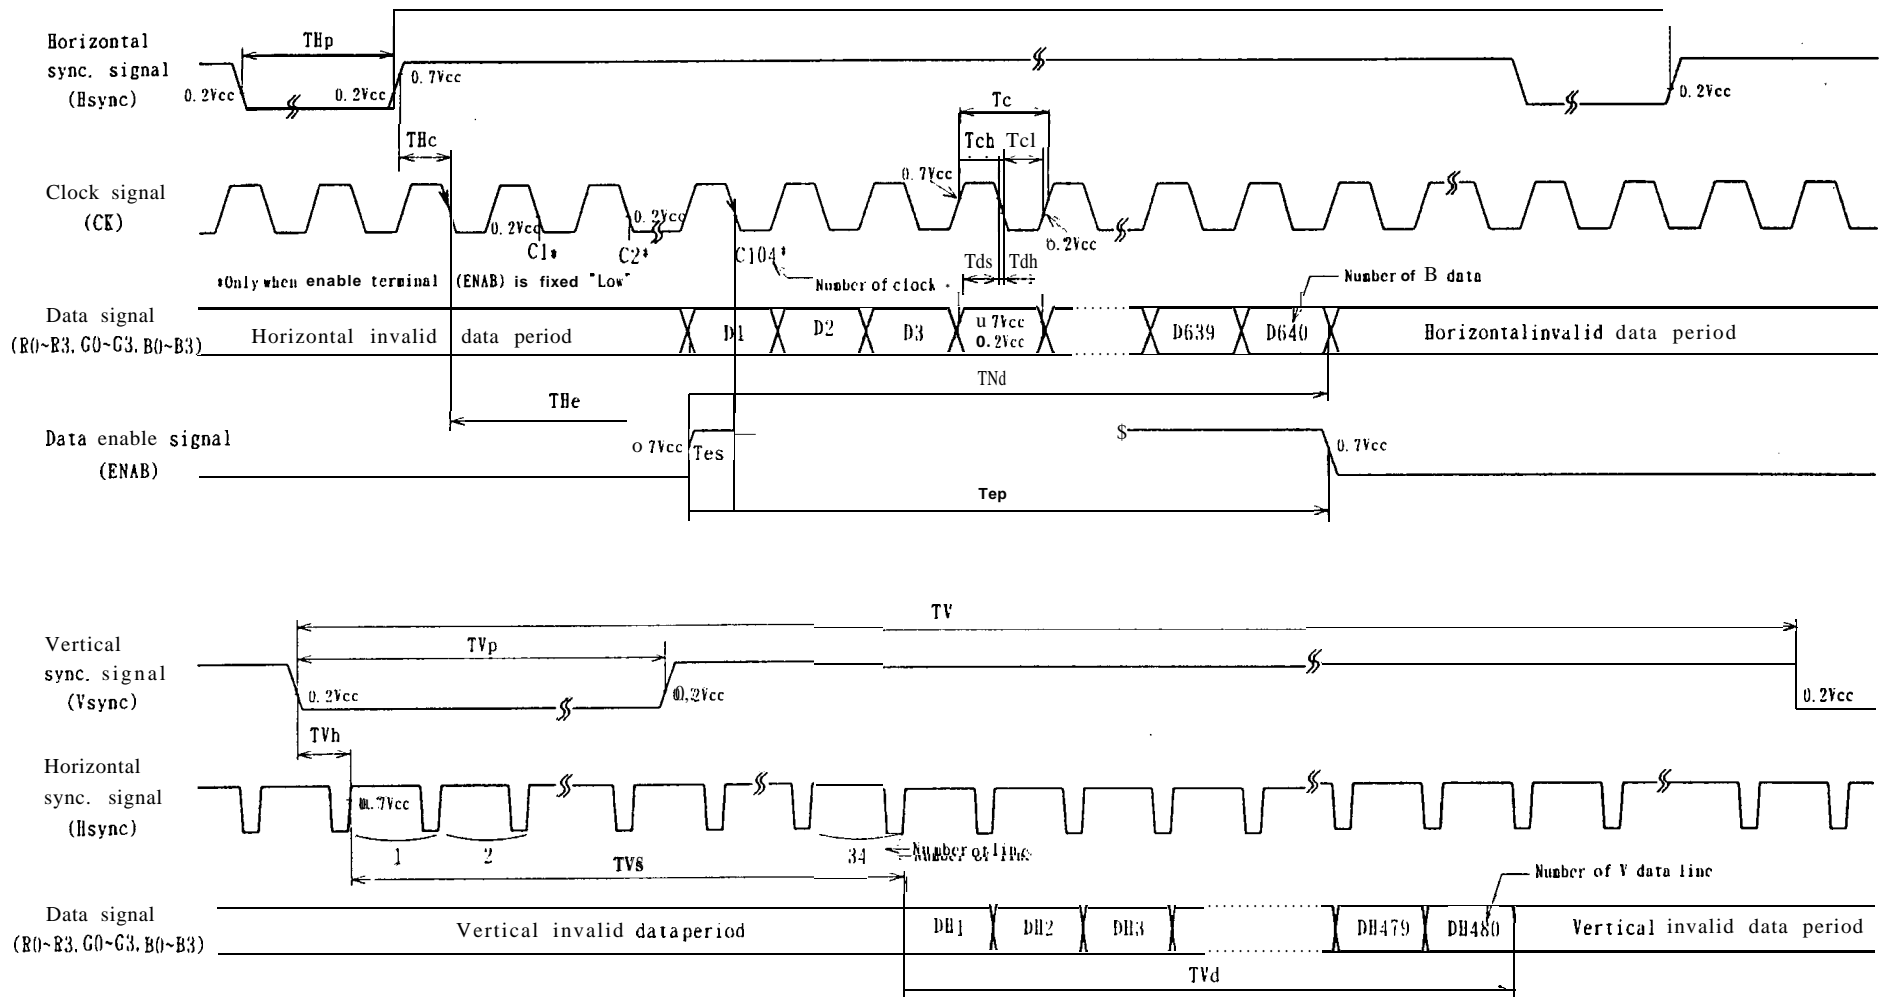 Horizontal
sync. signal
(Hsync)
THp
0.2Vcc
0.2Vcc
0.7Vcc
0.2Vcc
THc
Tc
Tch
Tcl
Clock signal
(CK)
0.7Vcc
0.2Vcc
0.2Vcc
0.2Vcc
C1*
C2*
C104*
*Only when enable terminal (ENAB) is fixed "Low"
Number of clock
Tds
Tdh
Number of B data
Data signal
(R0~R3, G0~G3, B0~B3)
Horizontal invalid data period
D1
D2
D3
0.2Vcc
D639
D640
Horizontal invalid data period
TNd
THe
Data enable signal
(ENAB)
o 7Vcc
Tes
$
0.7Vcc
Tep
TV
Vertical
sync. signal
(Vsync)
TVp
0.2Vcc
0.2Vcc
TVh
Horizontal
sync. signal
(Hsync)
1
2
34
Number of line
TVs
Number of V data line
Data signal
(R0~R3, G0~G3, B0~B3)
Vertical invalid data period
DH1
DH2
DH3
DH479
DH480
Vertical invalid data period
TVd